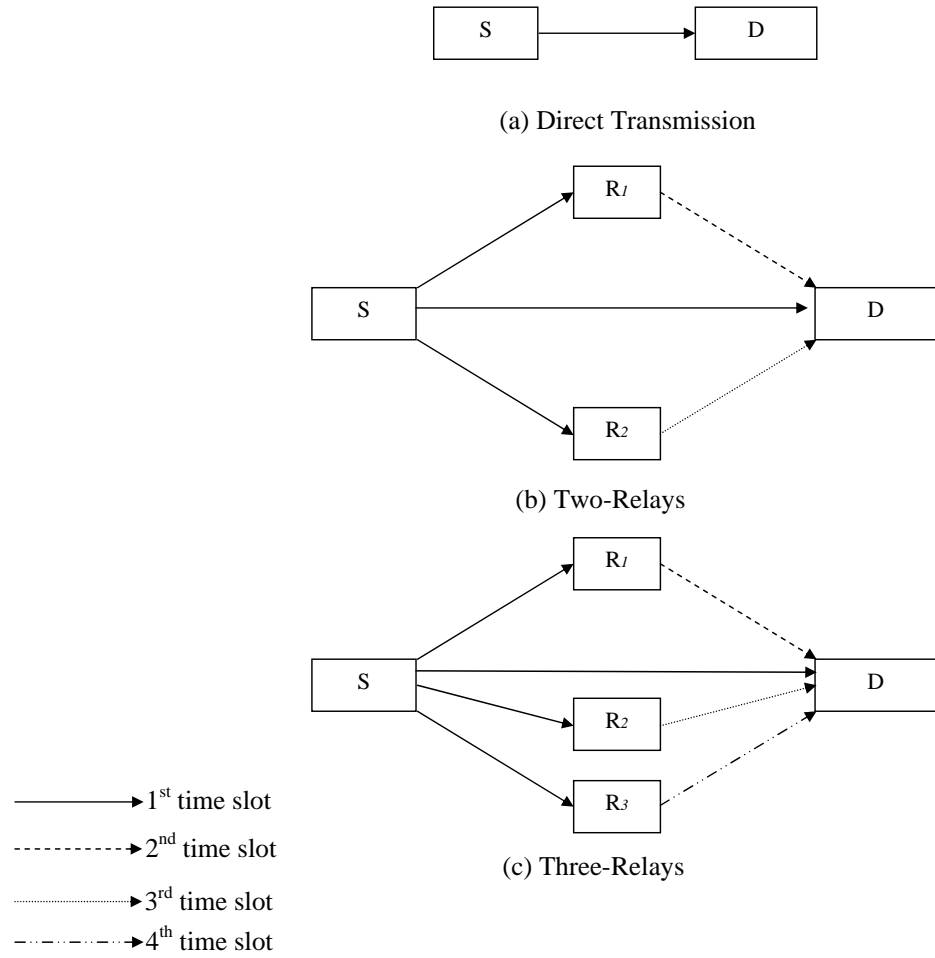 S
D
(a) Direct Transmission
R1
S
D
R2
(b) Two-Relays
R1
S
D
R2
R3
1st time slot
(c) Three-Relays
2nd time slot
3rd time slot
4th time slot